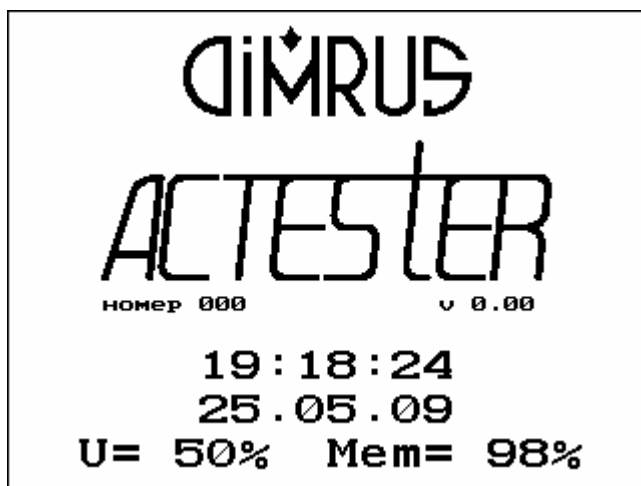 DiMRUS
ACTESTER
номер 000 v 0.00
19:18:24
25.05.09
U= 50% Mem= 98%